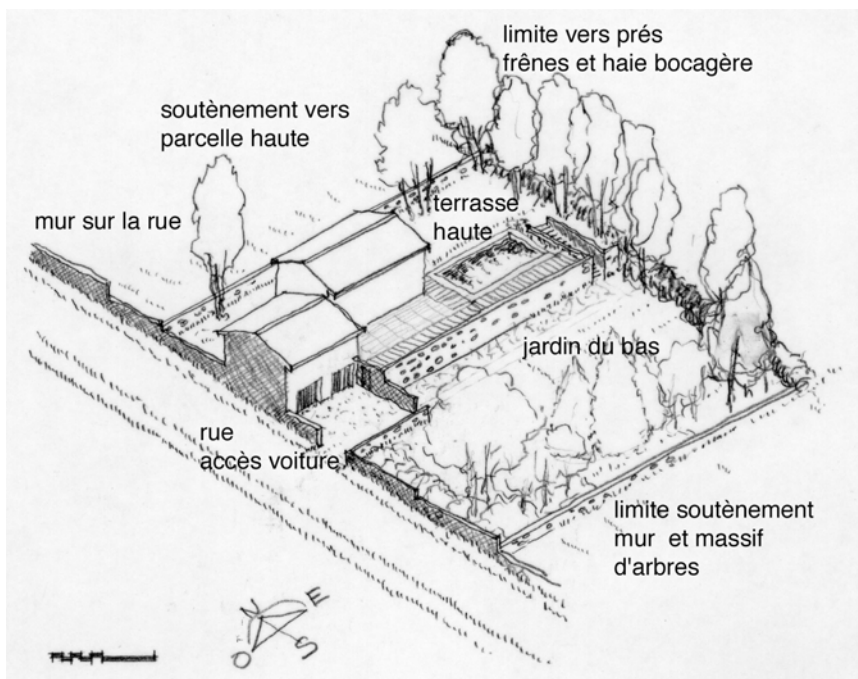 limite vers prés
frênes et haie bocagère
soutènement vers
parcelle haute
mur sur la rue
terrasse
haute
jardin du bas
rue
accès voiture
limite soutènement
mur et massif
d'arbres
N
E
O
S